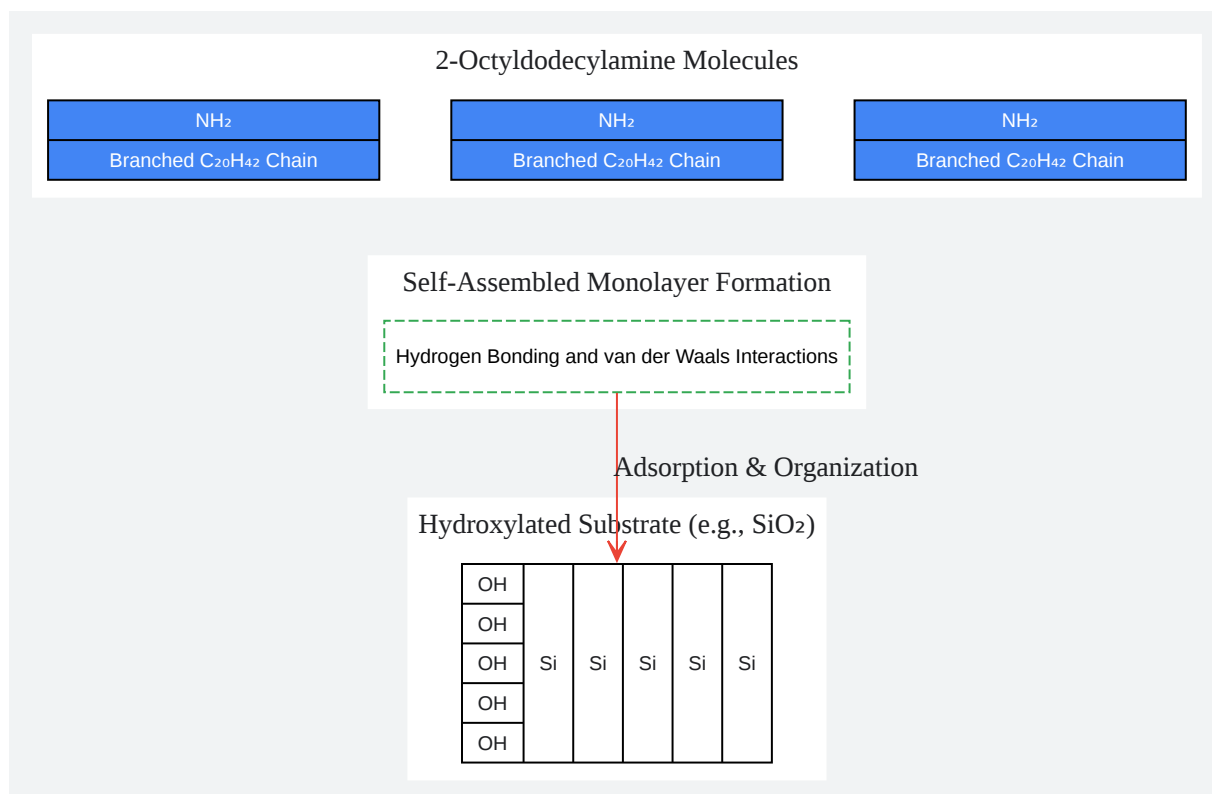 2-Octyldodecylamine Molecules
NH₂ NH₂ NH₂
Branched C₂₀H₄₂ Chain Branched C₂₀H₄₂ Chain Branched C₂₀H₄₂ Chain
Self-Assembled Monolayer Formation
Hydrogen Bonding and van der Waals Interactions
Adsorption & Organization
Hydroxylated Substrate (e.g., SiO₂)
OH
OH
OH Si Si Si Si Si
OH
OH